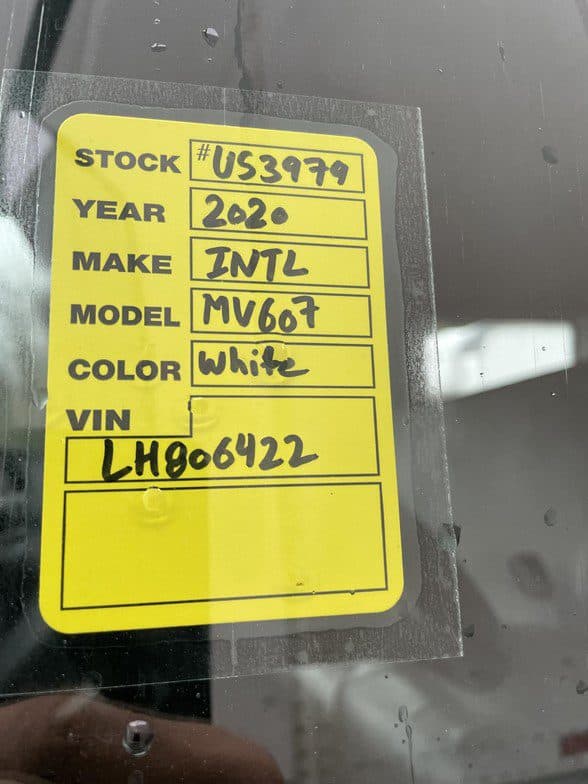 STOCK #US3979
YEAR 2020
MAKE INTL
MODEL MV607
COLOR White
VIN
LH806422